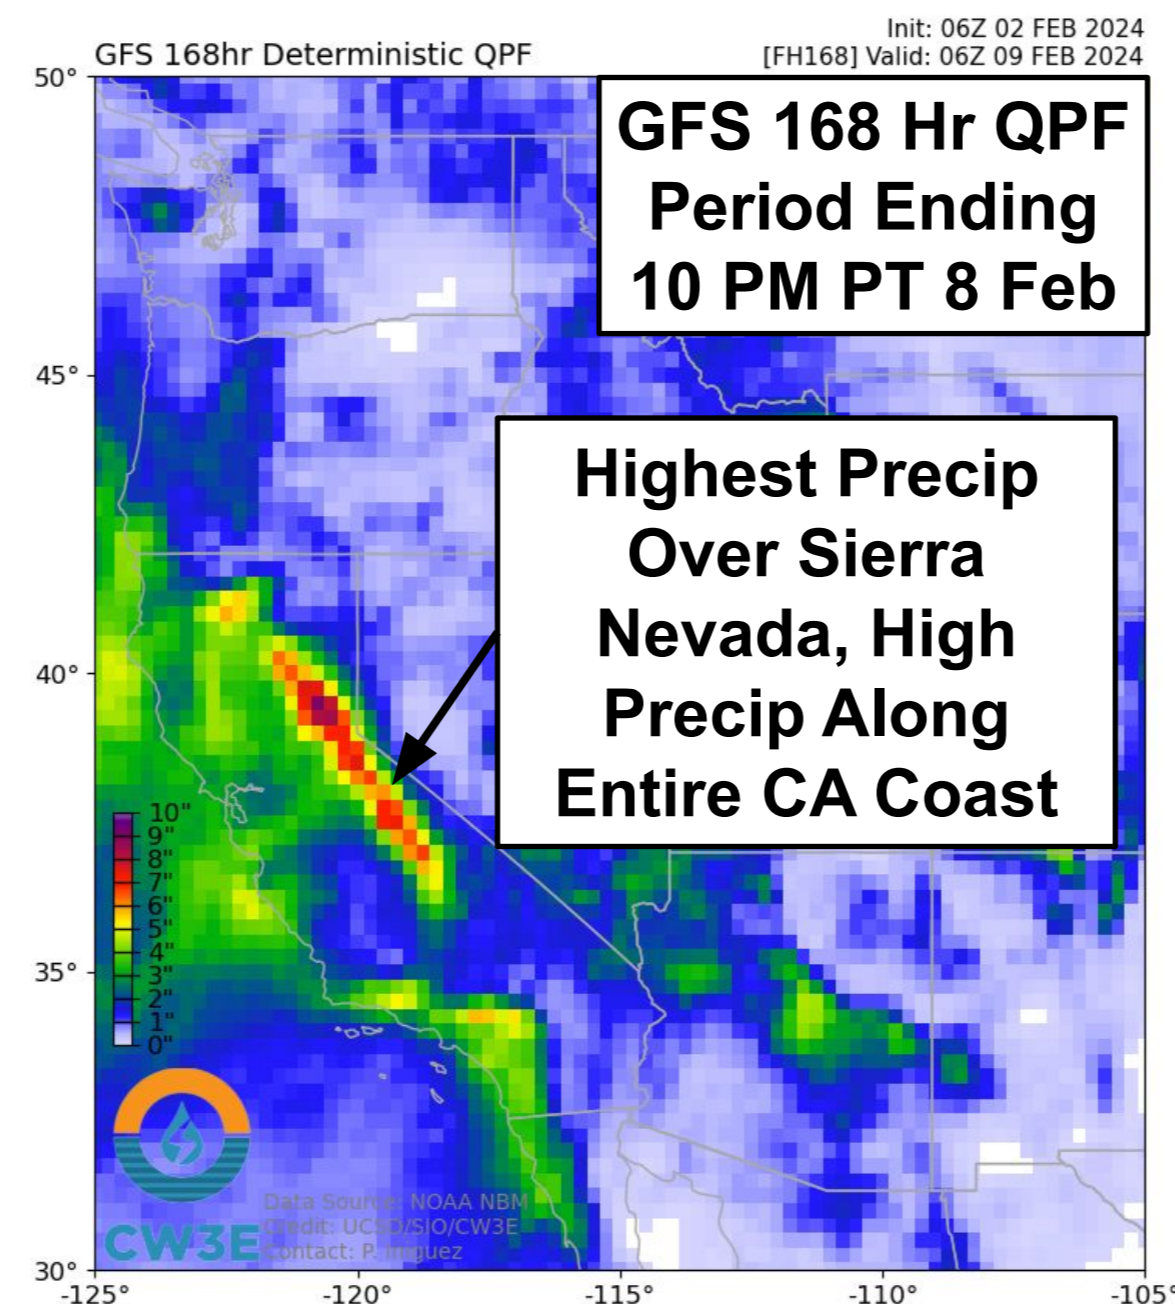 Init: 06Z 02 FEB 2024
GFS 168hr Deterministic QPF
[FH168] Valid: 06Z 09 FEB 2024
50°
GFS 168 Hr QPF
Period Ending
10 PM PT 8 Feb
45°
Highest Precip
Over Sierra
Nevada, High
Precip Along
Entire CA Coast
40°
10"
9"
8"
7"
6"
5"
4"
3"
2"
1"
0"
35°
Data Source: NOAA NBM
CW3E
Credit: UCSD/SIO/CW3E
Contact: P.
30°
-125°
-120°
-115°
-110°
-105°